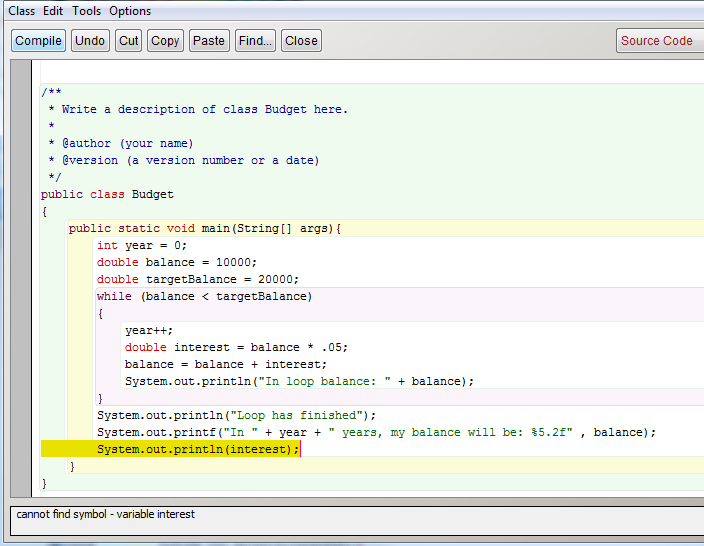 Class Edit Tools Options
Compile Undo Cut Copy Paste Find... Close Source Code
/**
 * Write a description of class Budget here.
 *
 * @author (your name)
 * @version (a version number or a date)
 */
public class Budget
{
    public static void main(String[] args){
        int year = 0;
        double balance = 10000;
        double targetBalance = 20000;
        while (balance < targetBalance)
        {
            year++;
            double interest = balance * .05;
            balance = balance + interest;
            System.out.println("In loop balance: " + balance);
        }
        System.out.println("Loop has finished");
        System.out.printf("In " + year + " years, my balance will be: %5.2f" , balance);
        System.out.println(interest);
    }
}
cannot find symbol - variable interest